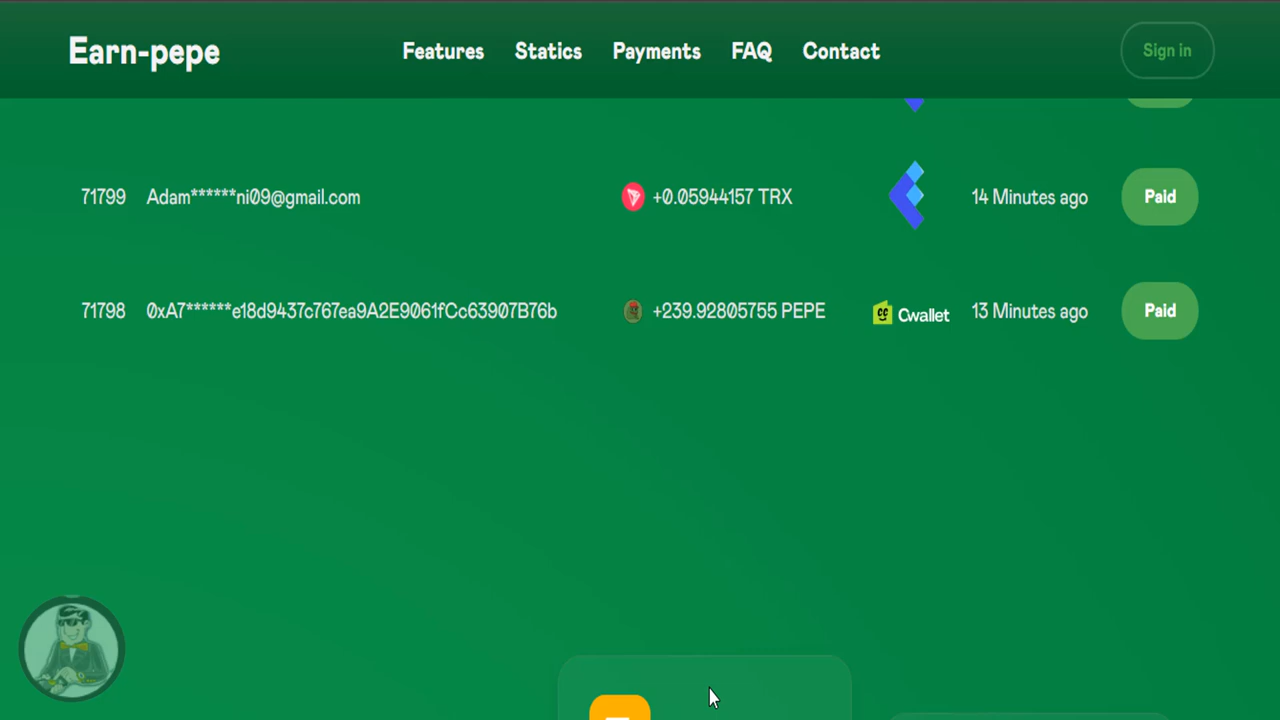 Earn-pepe Features Statics Payments FAQ Contact Sign in
71799 Adam******ni09@gmail.com +0.05944157 TRX 14 Minutes ago Paid
71798 0xA7******e18d9437c767ea9A2E9061fCc63907B76b +239.92805755 PEPE Cwallet 13 Minutes ago Paid